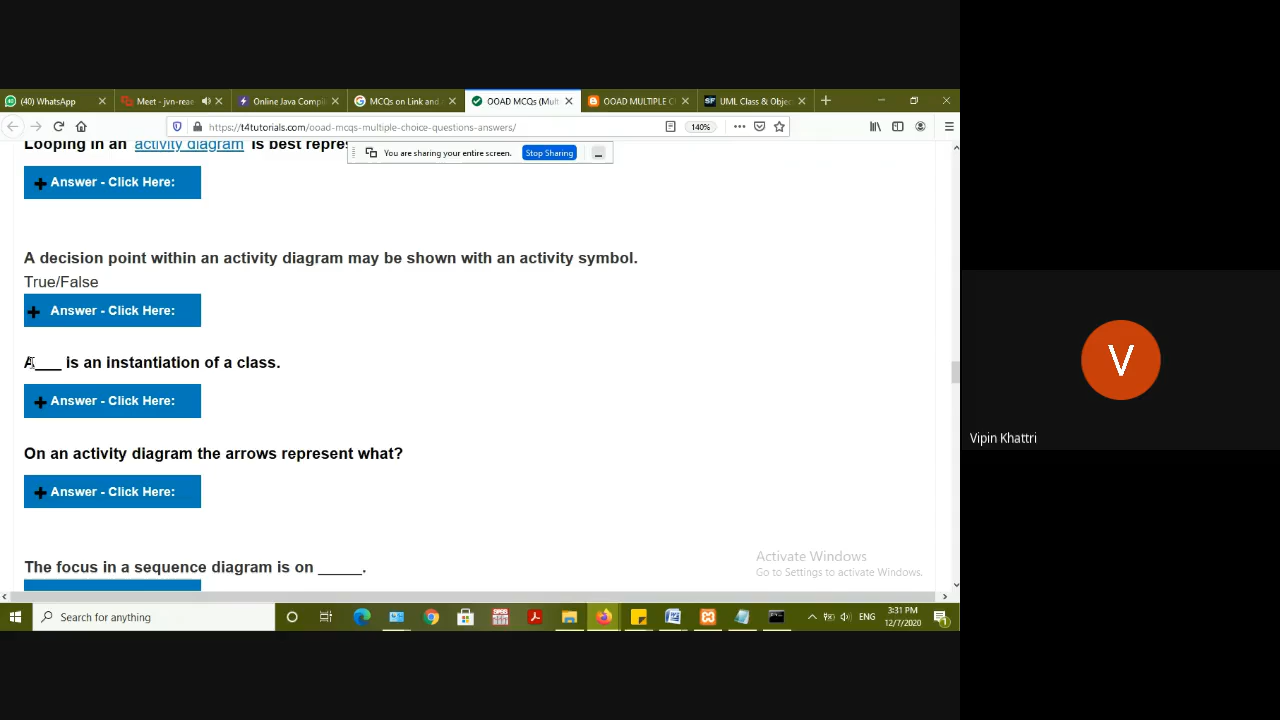 (40) WhatsApp
Meet - jvn-reae
Online Java Compil
MCQs on Link and
OOAD MCQs (Mult
OOAD MULTIPLE C
UML Class & Objec
https://t4tutorials.com/ooad-mcqs-multiple-choice-questions-answers/
140%
You are sharing your entire screen.
Stop Sharing
Looping in an activity diagram is best repres
Answer - Click Here:
A decision point within an activity diagram may be shown with an activity symbol.
True/False
Answer - Click Here:
A___ is an instantiation of a class.
Answer - Click Here:
On an activity diagram the arrows represent what?
Answer - Click Here:
The focus in a sequence diagram is on _____.
Activate Windows
Go to Settings to activate Windows.
Search for anything
ENG
3:31 PM
12/7/2020
V
Vipin Khattri